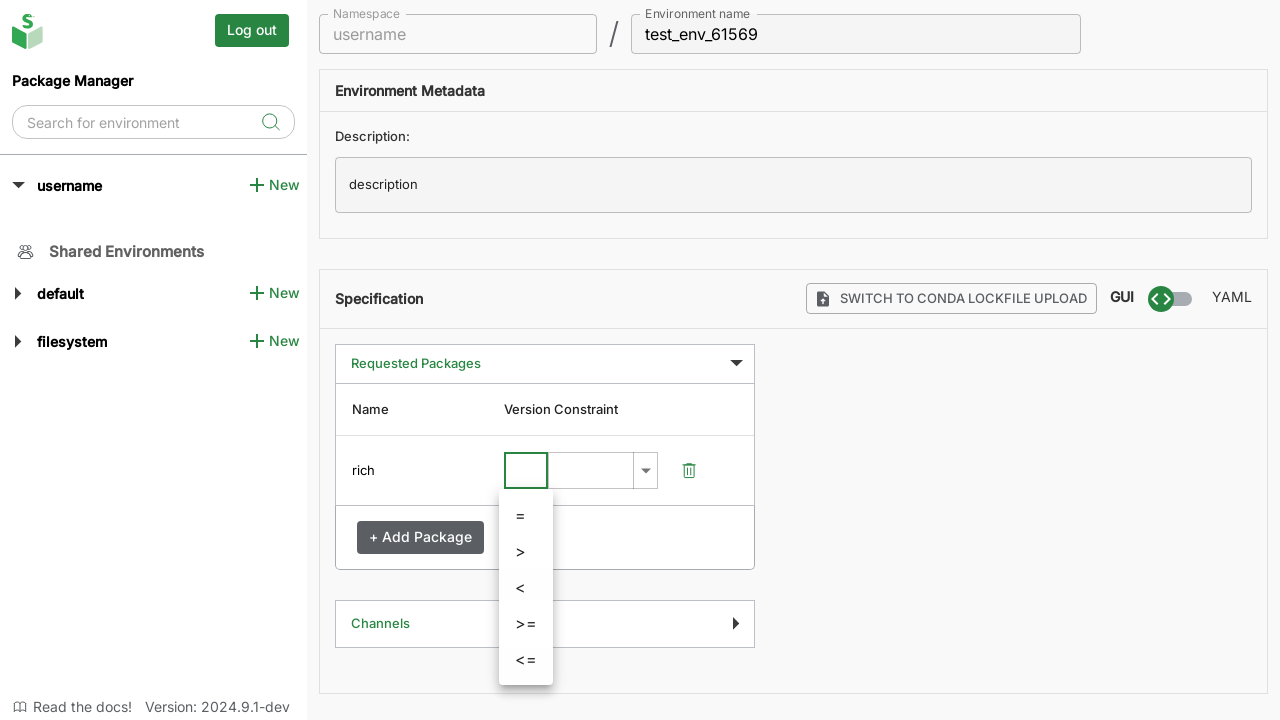 Log out
Package Manager
Search for environment
username
New
Shared Environments
default
New
filesystem
New
Read the docs!
Version: 2024.9.1-dev
Namespace
username
/
Environment name
test_env_61569
Environment Metadata
Description:
description
Specification
SWITCH TO CONDA LOCKFILE UPLOAD
GUI
YAML
Requested Packages
Name
Version Constraint
rich
=
>
<
>=
<=
+ Add Package
Channels